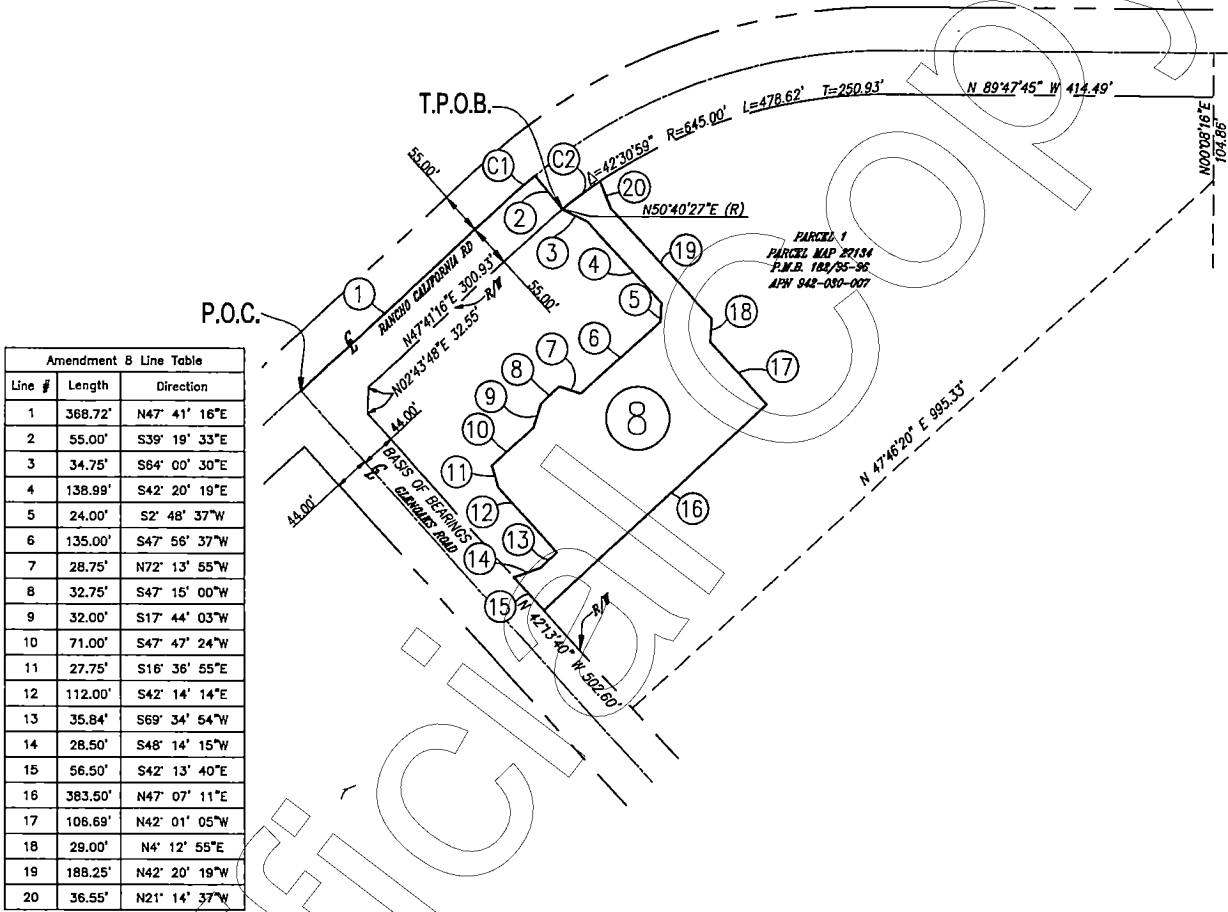 T.P.O.B.
P.O.C.
55.00'
C1
C2
Δ=42°30'59" R=645.00' L=478.62' T=250.93'
N 89°47'45" W 414.49'
N00°08'16"E
104.86'
20
2
3
N50°40'27"E (R)
PARCEL 1
PARCEL MAP 27134
P.M.B. 182/95-96
APN 942-030-007
19
4
1
℄ RANCHO CALIFORNIA RD
N47°41'16"E 300.93'
R/W
55.00'
5
18
N02°43'48"E 32.55'
6
7
17
8
9
8
44.00'
10
N 47°46'20" E 995.33'
BASIS OF BEARINGS
℄ GLENOAKS ROAD
44.00'
11
12
16
13
14
15
R/W
N 42°13'40" W 502.60'
Amendment 8 Line Table
Line # Length Direction
1 368.72' N47° 41' 16"E
2 55.00' S39° 19' 33"E
3 34.75' S64° 00' 30"E
4 138.99' S42° 20' 19"E
5 24.00' S2° 48' 37"W
6 135.00' S47° 56' 37"W
7 28.75' N72° 13' 55"W
8 32.75' S47° 15' 00"W
9 32.00' S17° 44' 03"W
10 71.00' S47° 47' 24"W
11 27.75' S16° 36' 55"E
12 112.00' S42° 14' 14"E
13 35.84' S69° 34' 54"W
14 28.50' S48° 14' 15"W
15 56.50' S42° 13' 40"E
16 383.50' N47° 07' 11"E
17 106.69' N42° 01' 05"W
18 29.00' N4° 12' 55"E
19 188.25' N42° 20' 19"W
20 36.55' N21° 14' 37"W